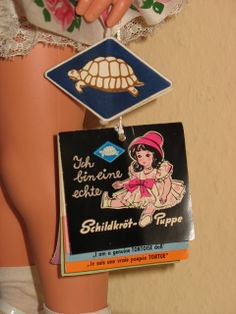 Ich
bin eine
echte
Schildkröt-Puppe
„I am a genuine TORTOISE doll
„Je suis une vraie poupée TORTUE"